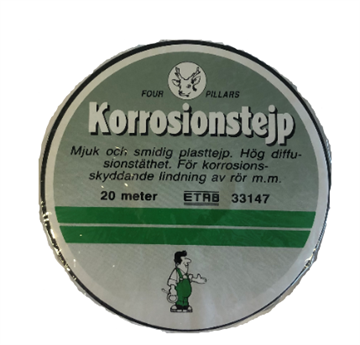 FOUR PILLARS
Korrosionstejp
Mjuk och smidig plasttejp. Hög diffu-
sionstäthet. För korrosions-
skyddande lindning av rör m.m.
20 meter ETRB 33147